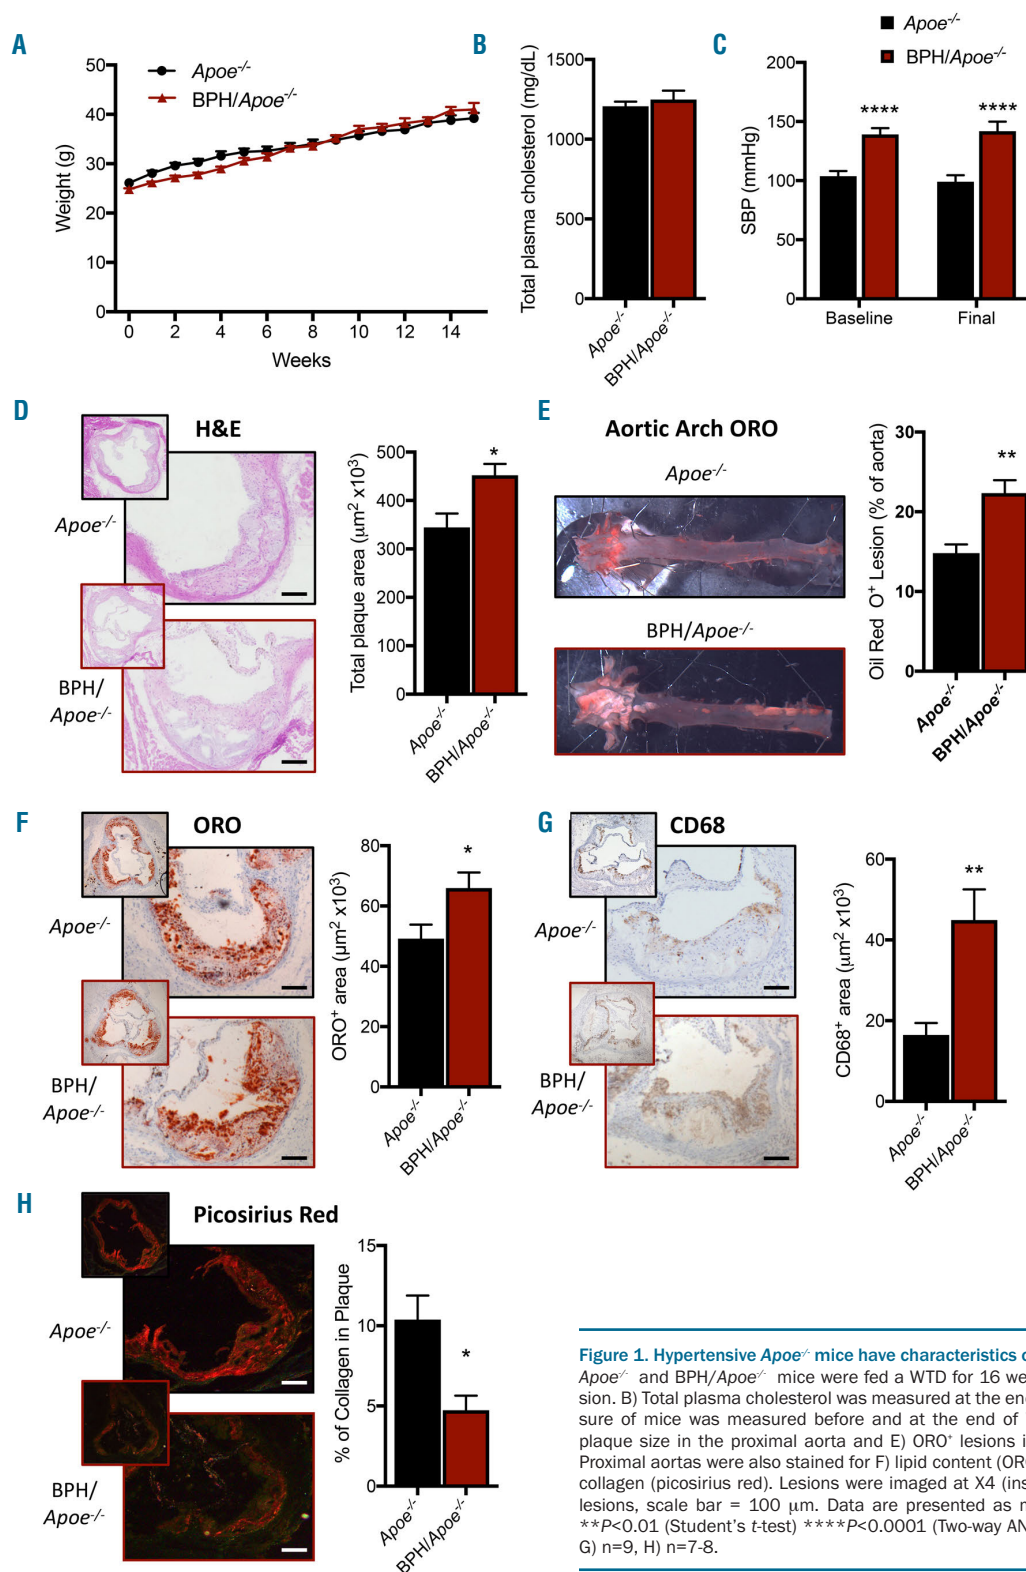 Apoe-/-
BPH/Apoe-/-
A
B
C
50
40
30
20
10
0
Weight (g)
Apoe-/-
BPH/Apoe-/-
0 2 4 6 8 10 12 14
Weeks
1500
1000
500
0
Total plasma cholesterol (mg/dL)
Apoe-/-
BPH/Apoe-/-
200
150
100
50
0
SBP (mmHg)
**** ****
Baseline Final
D
H&E
Apoe-/-
BPH/
Apoe-/-
500
400
300
200
100
0
Total plaque area (μm² x10³)
*
Apoe-/-
BPH/Apoe-/-
E
Aortic Arch ORO
Apoe-/-
BPH/Apoe-/-
30
20
10
0
Oil Red O+ Lesion (% of aorta)
**
Apoe-/-
BPH/Apoe-/-
F
ORO
Apoe-/-
BPH/
Apoe-/-
80
60
40
20
0
ORO+ area (μm² x10³)
*
Apoe-/-
BPH/Apoe-/-
G
CD68
Apoe-/-
BPH/
Apoe-/-
60
40
20
0
CD68+ area (μm² x10³)
**
Apoe-/-
BPH/Apoe-/-
H
Picosirius Red
Apoe-/-
BPH/
Apoe-/-
15
10
5
0
% of Collagen in Plaque
*
Apoe-/-
BPH/Apoe-/-
Figure 1. Hypertensive Apoe-/- mice have characteristics
Apoe-/- and BPH/Apoe-/- mice were fed a WTD for 16
sion. B) Total plasma cholesterol was measured at the
sure of mice was measured before and at the end of
plaque size in the proximal aorta and E) ORO+ lesions
Proximal aortas were also stained for F) lipid content
collagen (picosirius red). Lesions were imaged at X4
lesions, scale bar = 100 μm. Data are presented as
**P<0.01 (Student's t-test) ****P<0.0001 (Two-way
G) n=9, H) n=7-8.